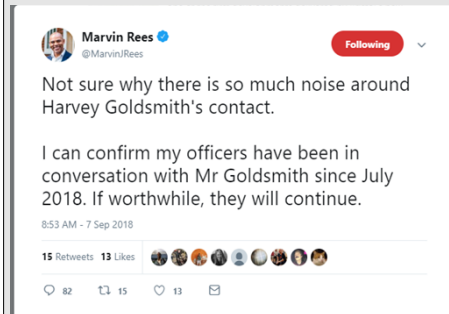 Marvin Rees
@MarvinJRees
Following
Not sure why there is so much noise around
Harvey Goldsmith's contact.
I can confirm my officers have been in
conversation with Mr Goldsmith since July
2018. If worthwhile, they will continue.
8:53 AM - 7 Sep 2018
15 Retweets 13 Likes
82 15 13